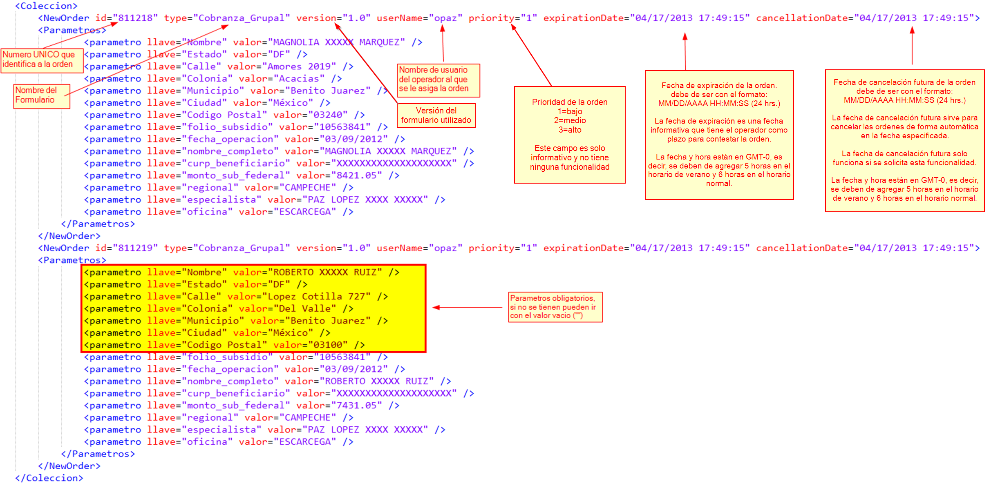 <Coleccion>
<NewOrder id="811218" type="Cobranza_Grupal" version="1.0" userName="opaz" priority="1" expirationDate="04/17/2013 17:49:15" cancellationDate="04/17/2013 17:49:15">
<Parametros>
<parametro llave="Nombre" valor="MAGNOLIA XXXXX MARQUEZ" />
<parametro llave="Estado" valor="DF" />
<parametro llave="Calle" valor="Amores 2019" />
<parametro llave="Colonia" valor="Acacias" />
<parametro llave="Municipio" valor="Benito Juarez" />
<parametro llave="Ciudad" valor="México" />
<parametro llave="Codigo Postal" valor="03240" />
<parametro llave="folio_subsidio" valor="10563841" />
<parametro llave="fecha_operacion" valor="03/09/2012" />
<parametro llave="nombre_completo" valor="MAGNOLIA XXXXX MARQUEZ" />
<parametro llave="curp_beneficiario" valor="XXXXXXXXXXXXXXXXXXXX" />
<parametro llave="monto_sub_federal" valor="8421.05" />
<parametro llave="regional" valor="CAMPECHE" />
<parametro llave="especialista" valor="PAZ LOPEZ XXXX XXXXX" />
<parametro llave="oficina" valor="ESCARCEGA" />
</Parametros>
</NewOrder>
Numero UNICO que
identifica a la orden
Nombre del
Formulario
Versión del
formulario utilizado
Nombre de usuario
del operador al que
se le asiga la orden
Prioridad de la orden
1=bajo
2=medio
3=alto
Este campo es solo
informativo y no tiene
ninguna funcionalidad
Fecha de expiración de la orden.
debe de ser con el formato:
MM/DD/AAAA HH:MM:SS (24 hrs.)
La fecha de expiración es una fecha
informativa que tiene el operador como
plazo para contestar la orden.
La fecha y hora están en GMT-0, es
decir, se deben de agregar 5 horas en el
horario de verano y 6 horas en el horario
normal.
Fecha de cancelación futura de la orden
debe de ser con el formato:
MM/DD/AAAA HH:MM:SS (24 hrs.)
La fecha de cancelación futura sirve para
cancelar las ordenes de forma automática
en la fecha especificada.
La fecha de cancelación futura solo
funciona si se solicita esta funcionalidad.
La fecha y hora están en GMT-0, es decir,
se deben de agregar 5 horas en el horario
de verano y 6 horas en el horario normal.
<NewOrder id="811219" type="Cobranza_Grupal" version="1.0" userName="opaz" priority="1" expirationDate="04/17/2013 17:49:15" cancellationDate="04/17/2013 17:49:15">
<Parametros>
<parametro llave="Nombre" valor="ROBERTO XXXXX RUIZ" />
<parametro llave="Estado" valor="DF" />
<parametro llave="Calle" valor="Lopez Cotilla 727" />
<parametro llave="Colonia" valor="Del Valle" />
<parametro llave="Municipio" valor="Benito Juarez" />
<parametro llave="Ciudad" valor="México" />
<parametro llave="Codigo Postal" valor="03100" />
<parametro llave="folio_subsidio" valor="10563841" />
<parametro llave="fecha_operacion" valor="03/09/2012" />
<parametro llave="nombre_completo" valor="ROBERTO XXXXX RUIZ" />
<parametro llave="curp_beneficiario" valor="XXXXXXXXXXXXXXXXXXXX" />
<parametro llave="monto_sub_federal" valor="7431.05" />
<parametro llave="regional" valor="CAMPECHE" />
<parametro llave="especialista" valor="PAZ LOPEZ XXXX XXXXX" />
<parametro llave="oficina" valor="ESCARCEGA" />
</Parametros>
</NewOrder>
</Coleccion>
Parametros obligatorios,
si no se tienen pueden ir
con el valor vacio ("")